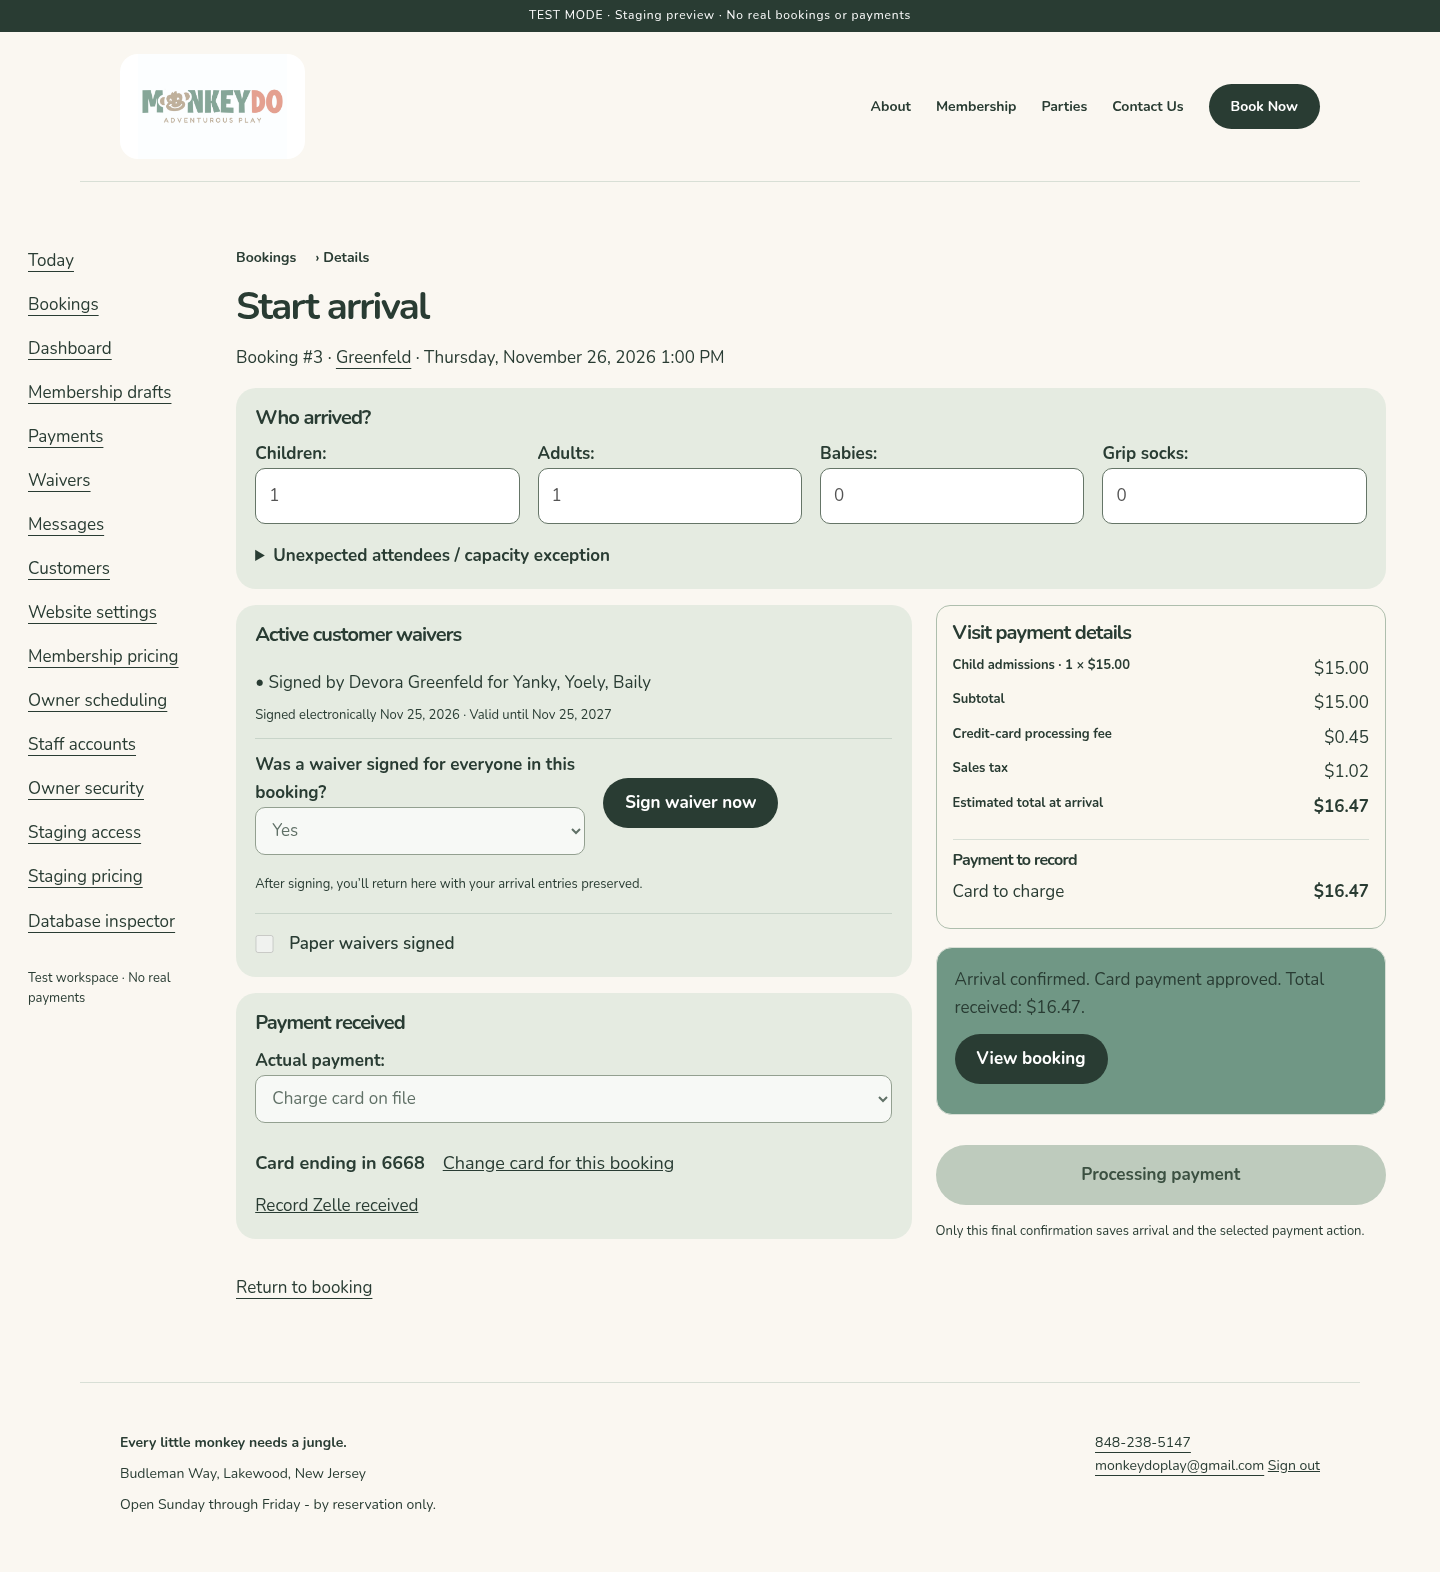 TEST MODE · Staging preview · No real bookings or payments
MONKEYDO
ADVENTUROUS PLAY
About Membership Parties Contact Us Book Now
Today
Bookings
Dashboard
Membership drafts
Payments
Waivers
Messages
Customers
Website settings
Membership pricing
Owner scheduling
Staff accounts
Owner security
Staging access
Staging pricing
Database inspector
Test workspace · No real
payments
Bookings › Details
Start arrival
Booking #3 · Greenfeld · Thursday, November 26, 2026 1:00 PM
Who arrived?
Children: Adults: Babies: Grip socks:
1 1 0 0
▶ Unexpected attendees / capacity exception
Active customer waivers
• Signed by Devora Greenfeld for Yanky, Yoely, Baily
Signed electronically Nov 25, 2026 · Valid until Nov 25, 2027
Was a waiver signed for everyone in this
booking?
Yes
Sign waiver now
After signing, you’ll return here with your arrival entries preserved.
Paper waivers signed
Payment received
Actual payment:
Charge card on file
Card ending in 6668 Change card for this booking
Record Zelle received
Visit payment details
Child admissions · 1 × $15.00 $15.00
Subtotal $15.00
Credit-card processing fee $0.45
Sales tax $1.02
Estimated total at arrival $16.47
Payment to record
Card to charge $16.47
Arrival confirmed. Card payment approved. Total
received: $16.47.
View booking
Processing payment
Only this final confirmation saves arrival and the selected payment action.
Return to booking
Every little monkey needs a jungle.
Budleman Way, Lakewood, New Jersey
Open Sunday through Friday - by reservation only.
848-238-5147
monkeydoplay@gmail.com Sign out